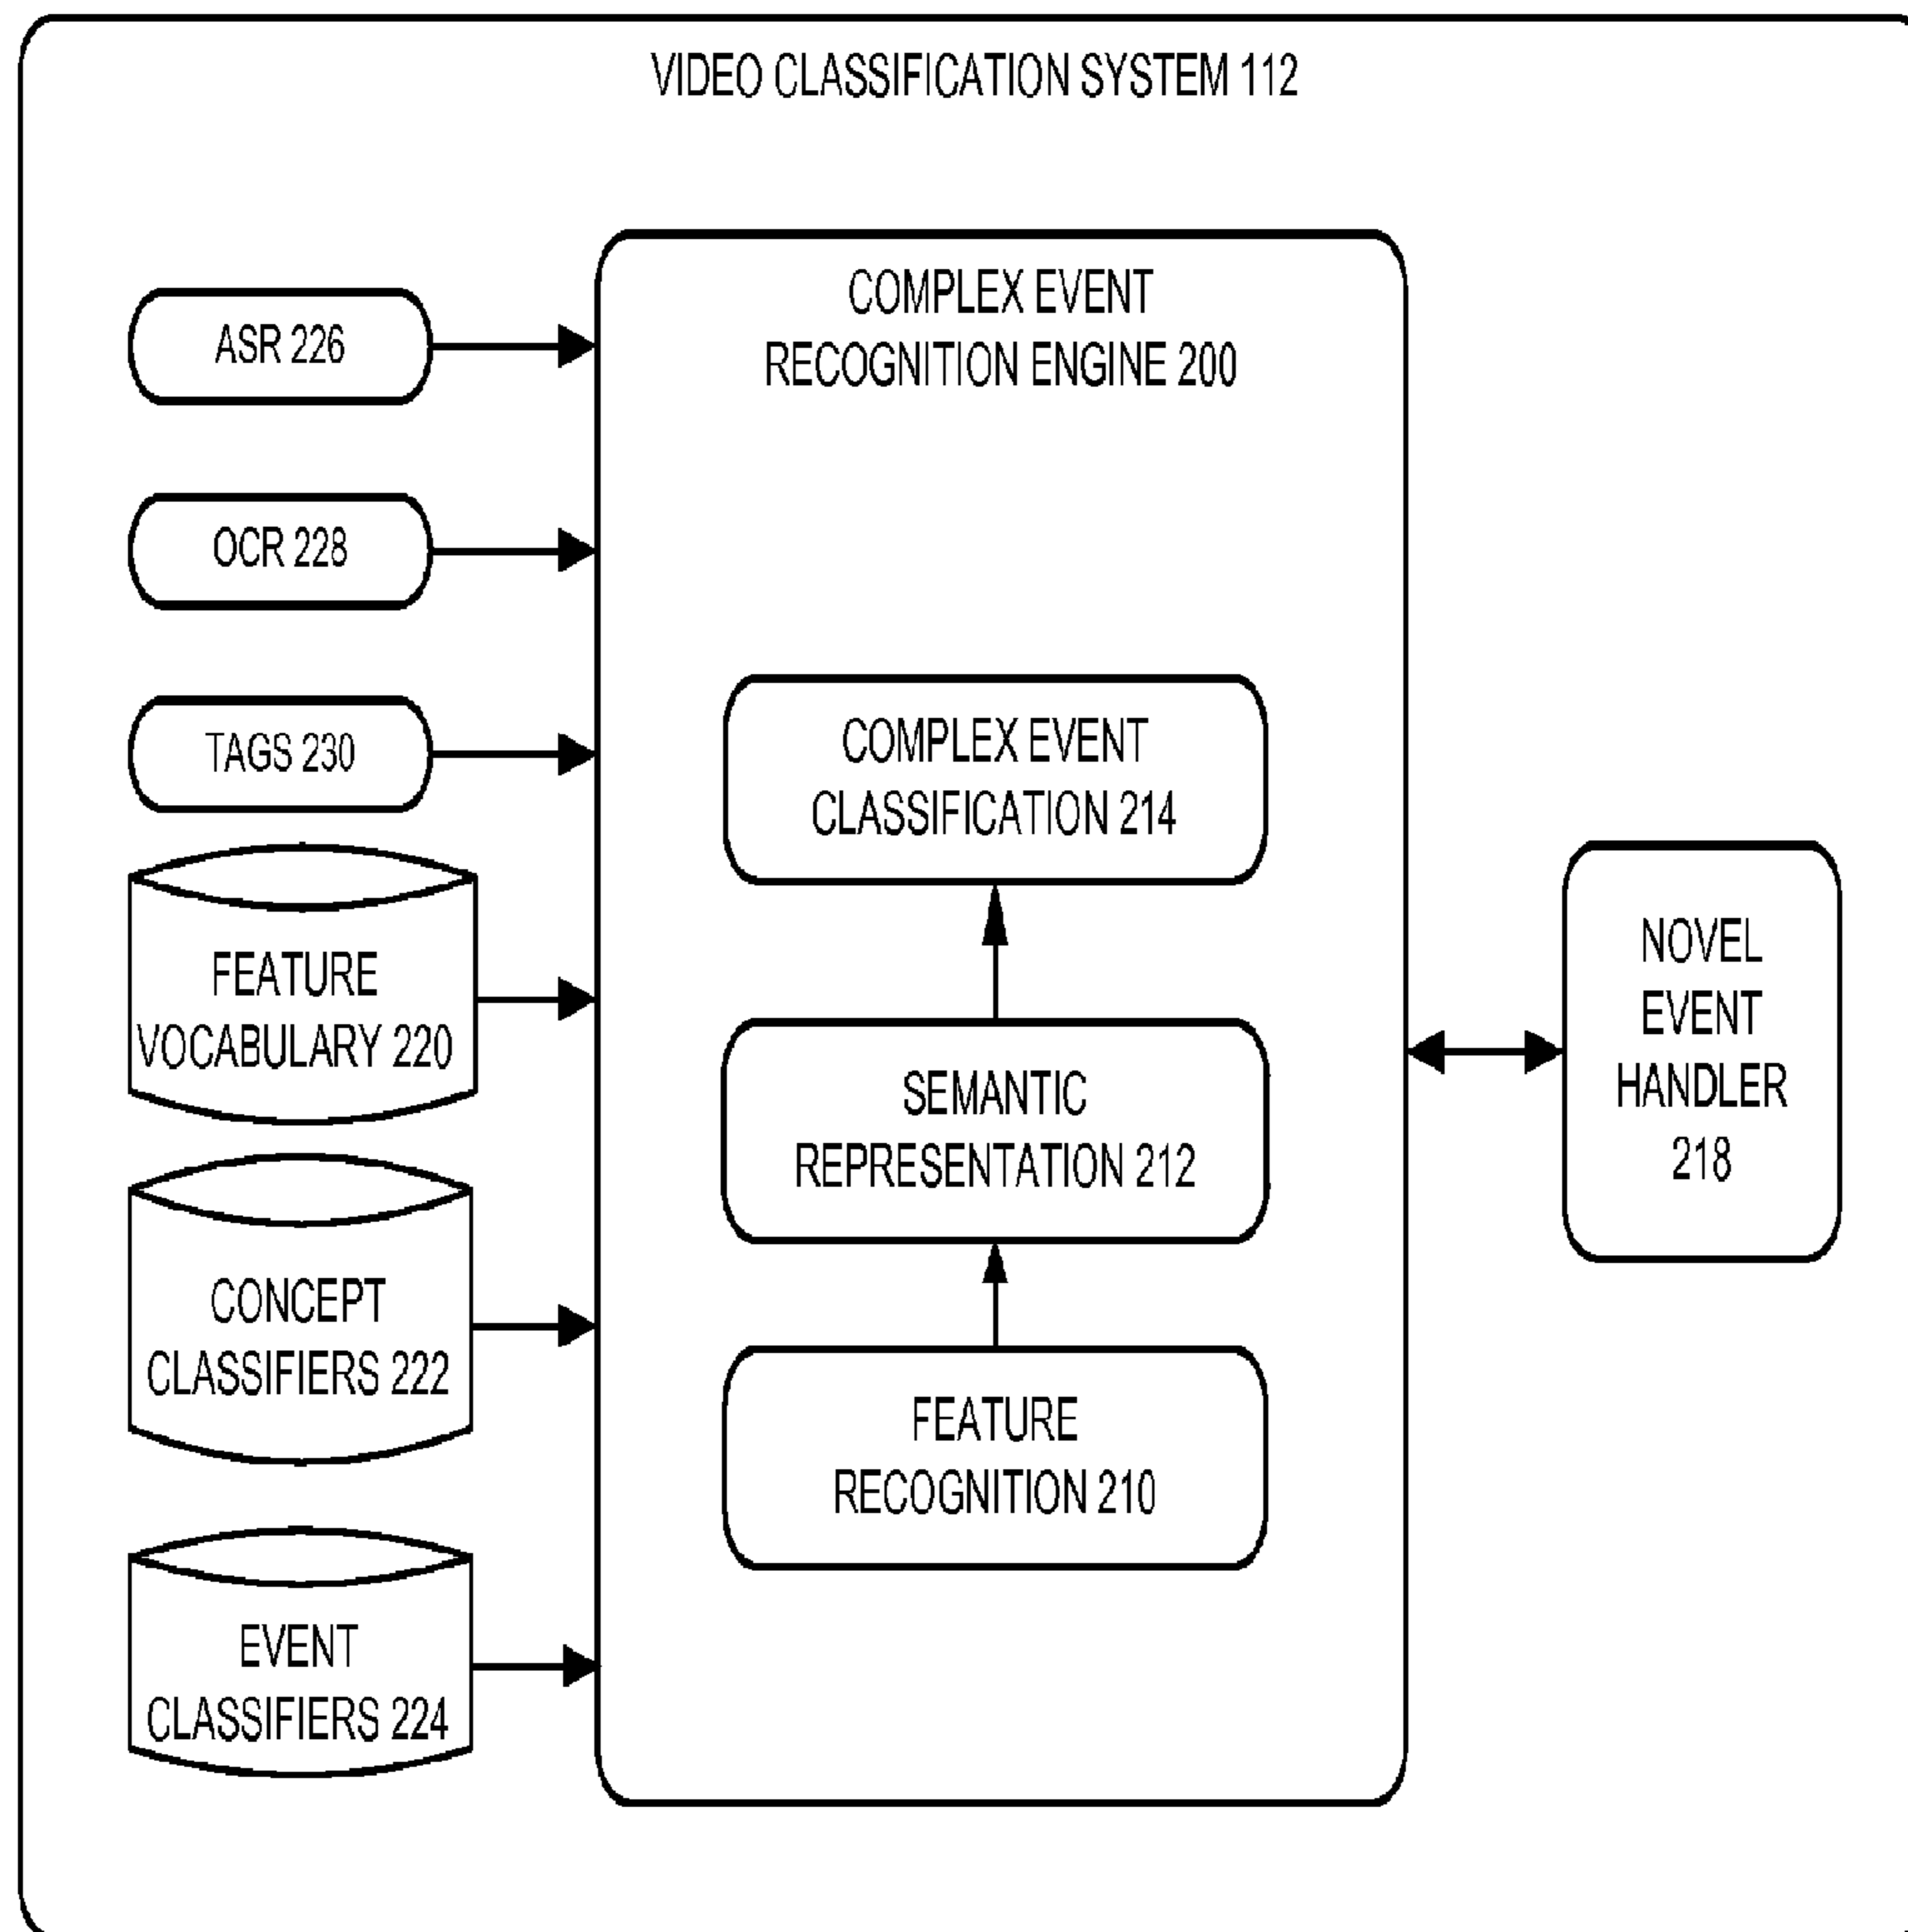 VIDEO CLASSIFICATION SYSTEM 112
ASR 226
OCR 228
TAGS 230
FEATURE
VOCABULARY 220
CONCEPT
CLASSIFIERS 222
EVENT
CLASSIFIERS 224
COMPLEX EVENT
RECOGNITION ENGINE 200
COMPLEX EVENT
CLASSIFICATION 214
SEMANTIC
REPRESENTATION 212
FEATURE
RECOGNITION 210
NOVEL
EVENT
HANDLER
218